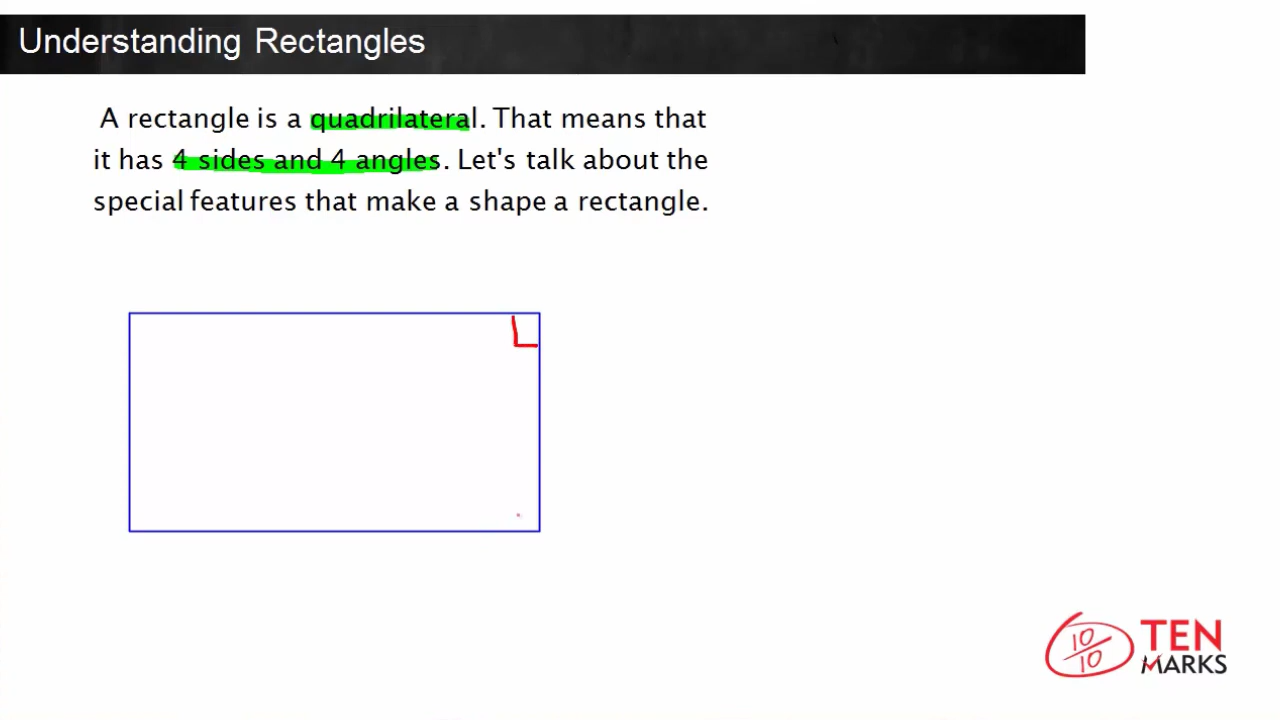 Understanding Rectangles
A rectangle is a quadrilateral. That means that
it has 4 sides and 4 angles. Let's talk about the
special features that make a shape a rectangle.
10/10
TEN
MARKS